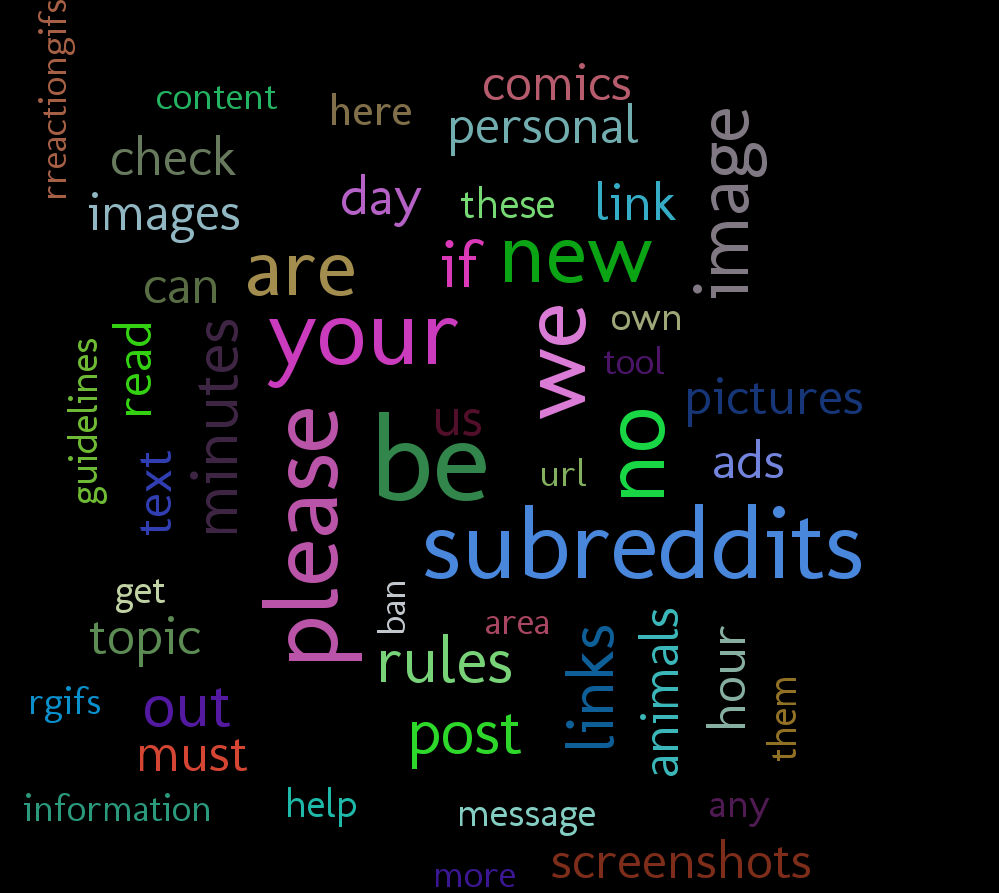 rreactiongifs
content
here
comics
personal
check
image
images
day
these
link
are
if
new
can
your
we
own
read
minutes
tool
guidelines
pictures
please
be
us
no
text
url
ads
subreddits
get
ban
area
topic
rules
links
animals
hour
rgifs
out
post
them
must
information
help
message
any
more
screenshots